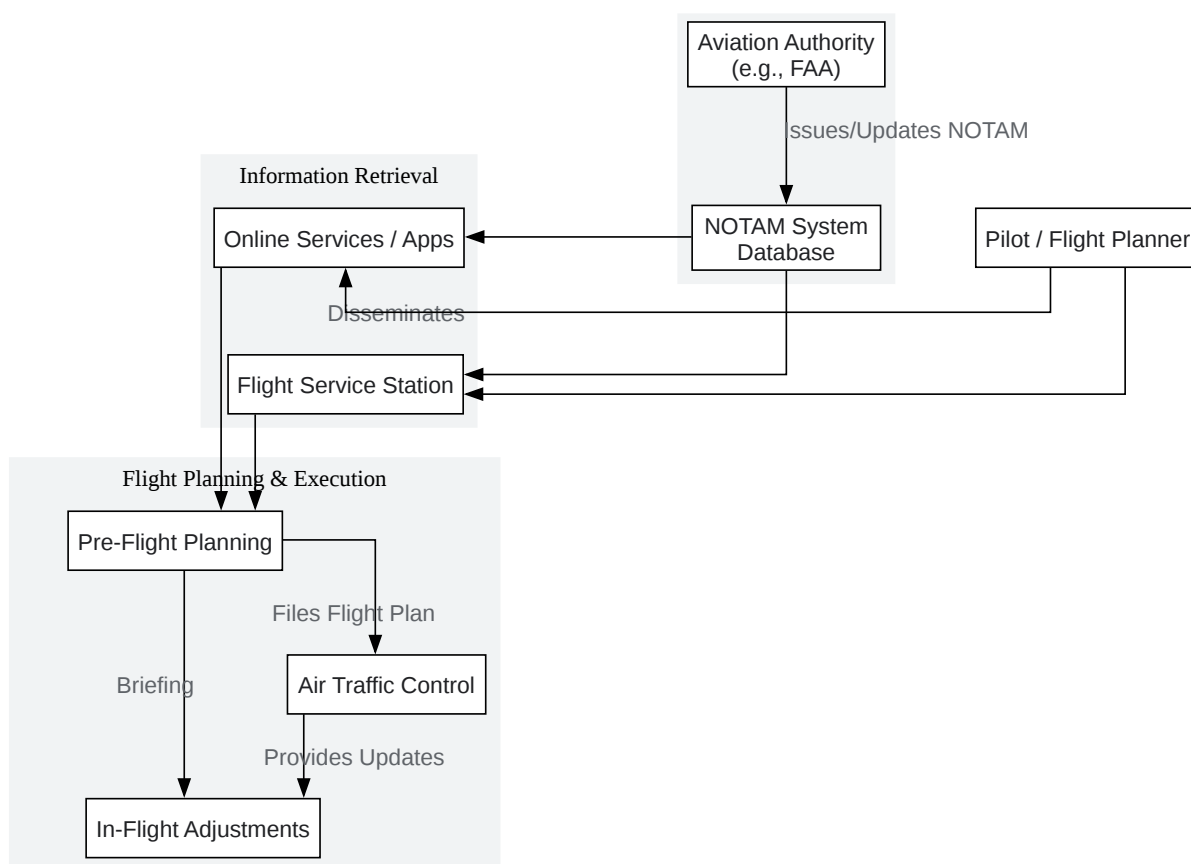 Aviation Authority
(e.g., FAA)
Issues/Updates NOTAM
Information Retrieval
Online Services / Apps
NOTAM System
Database
Pilot / Flight Planner
Disseminates
Flight Service Station
Flight Planning & Execution
Pre-Flight Planning
Files Flight Plan
Briefing
Air Traffic Control
Provides Updates
In-Flight Adjustments